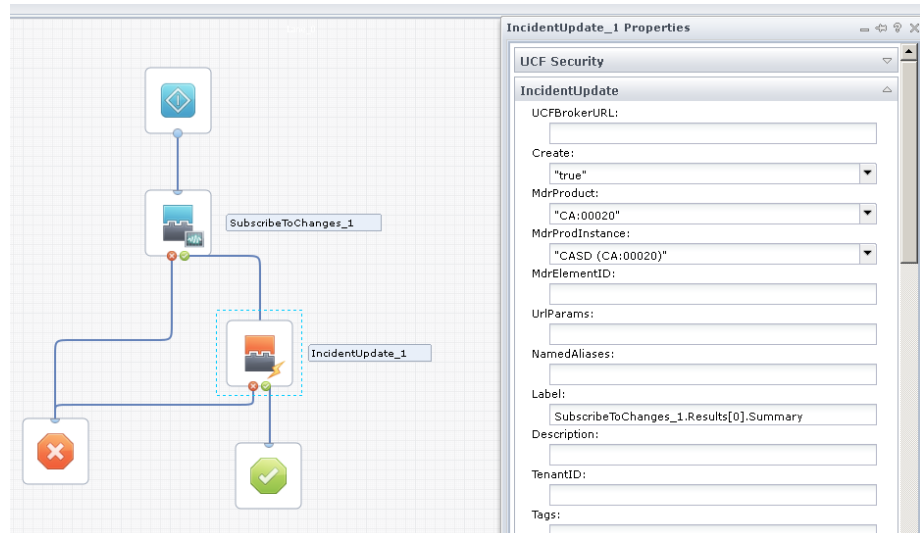 IncidentUpdate_1 Properties
UCF Security
IncidentUpdate
UCFBrokerURL:
Create:
"true"
MdrProduct:
"CA:00020"
MdrProdInstance:
"CASD (CA:00020)"
MdrElementID:
UrlParams:
NamedAliases:
Label:
SubscribeToChanges_1.Results[0].Summary
Description:
TenantID:
Tags:
SubscribeToChanges_1
IncidentUpdate_1